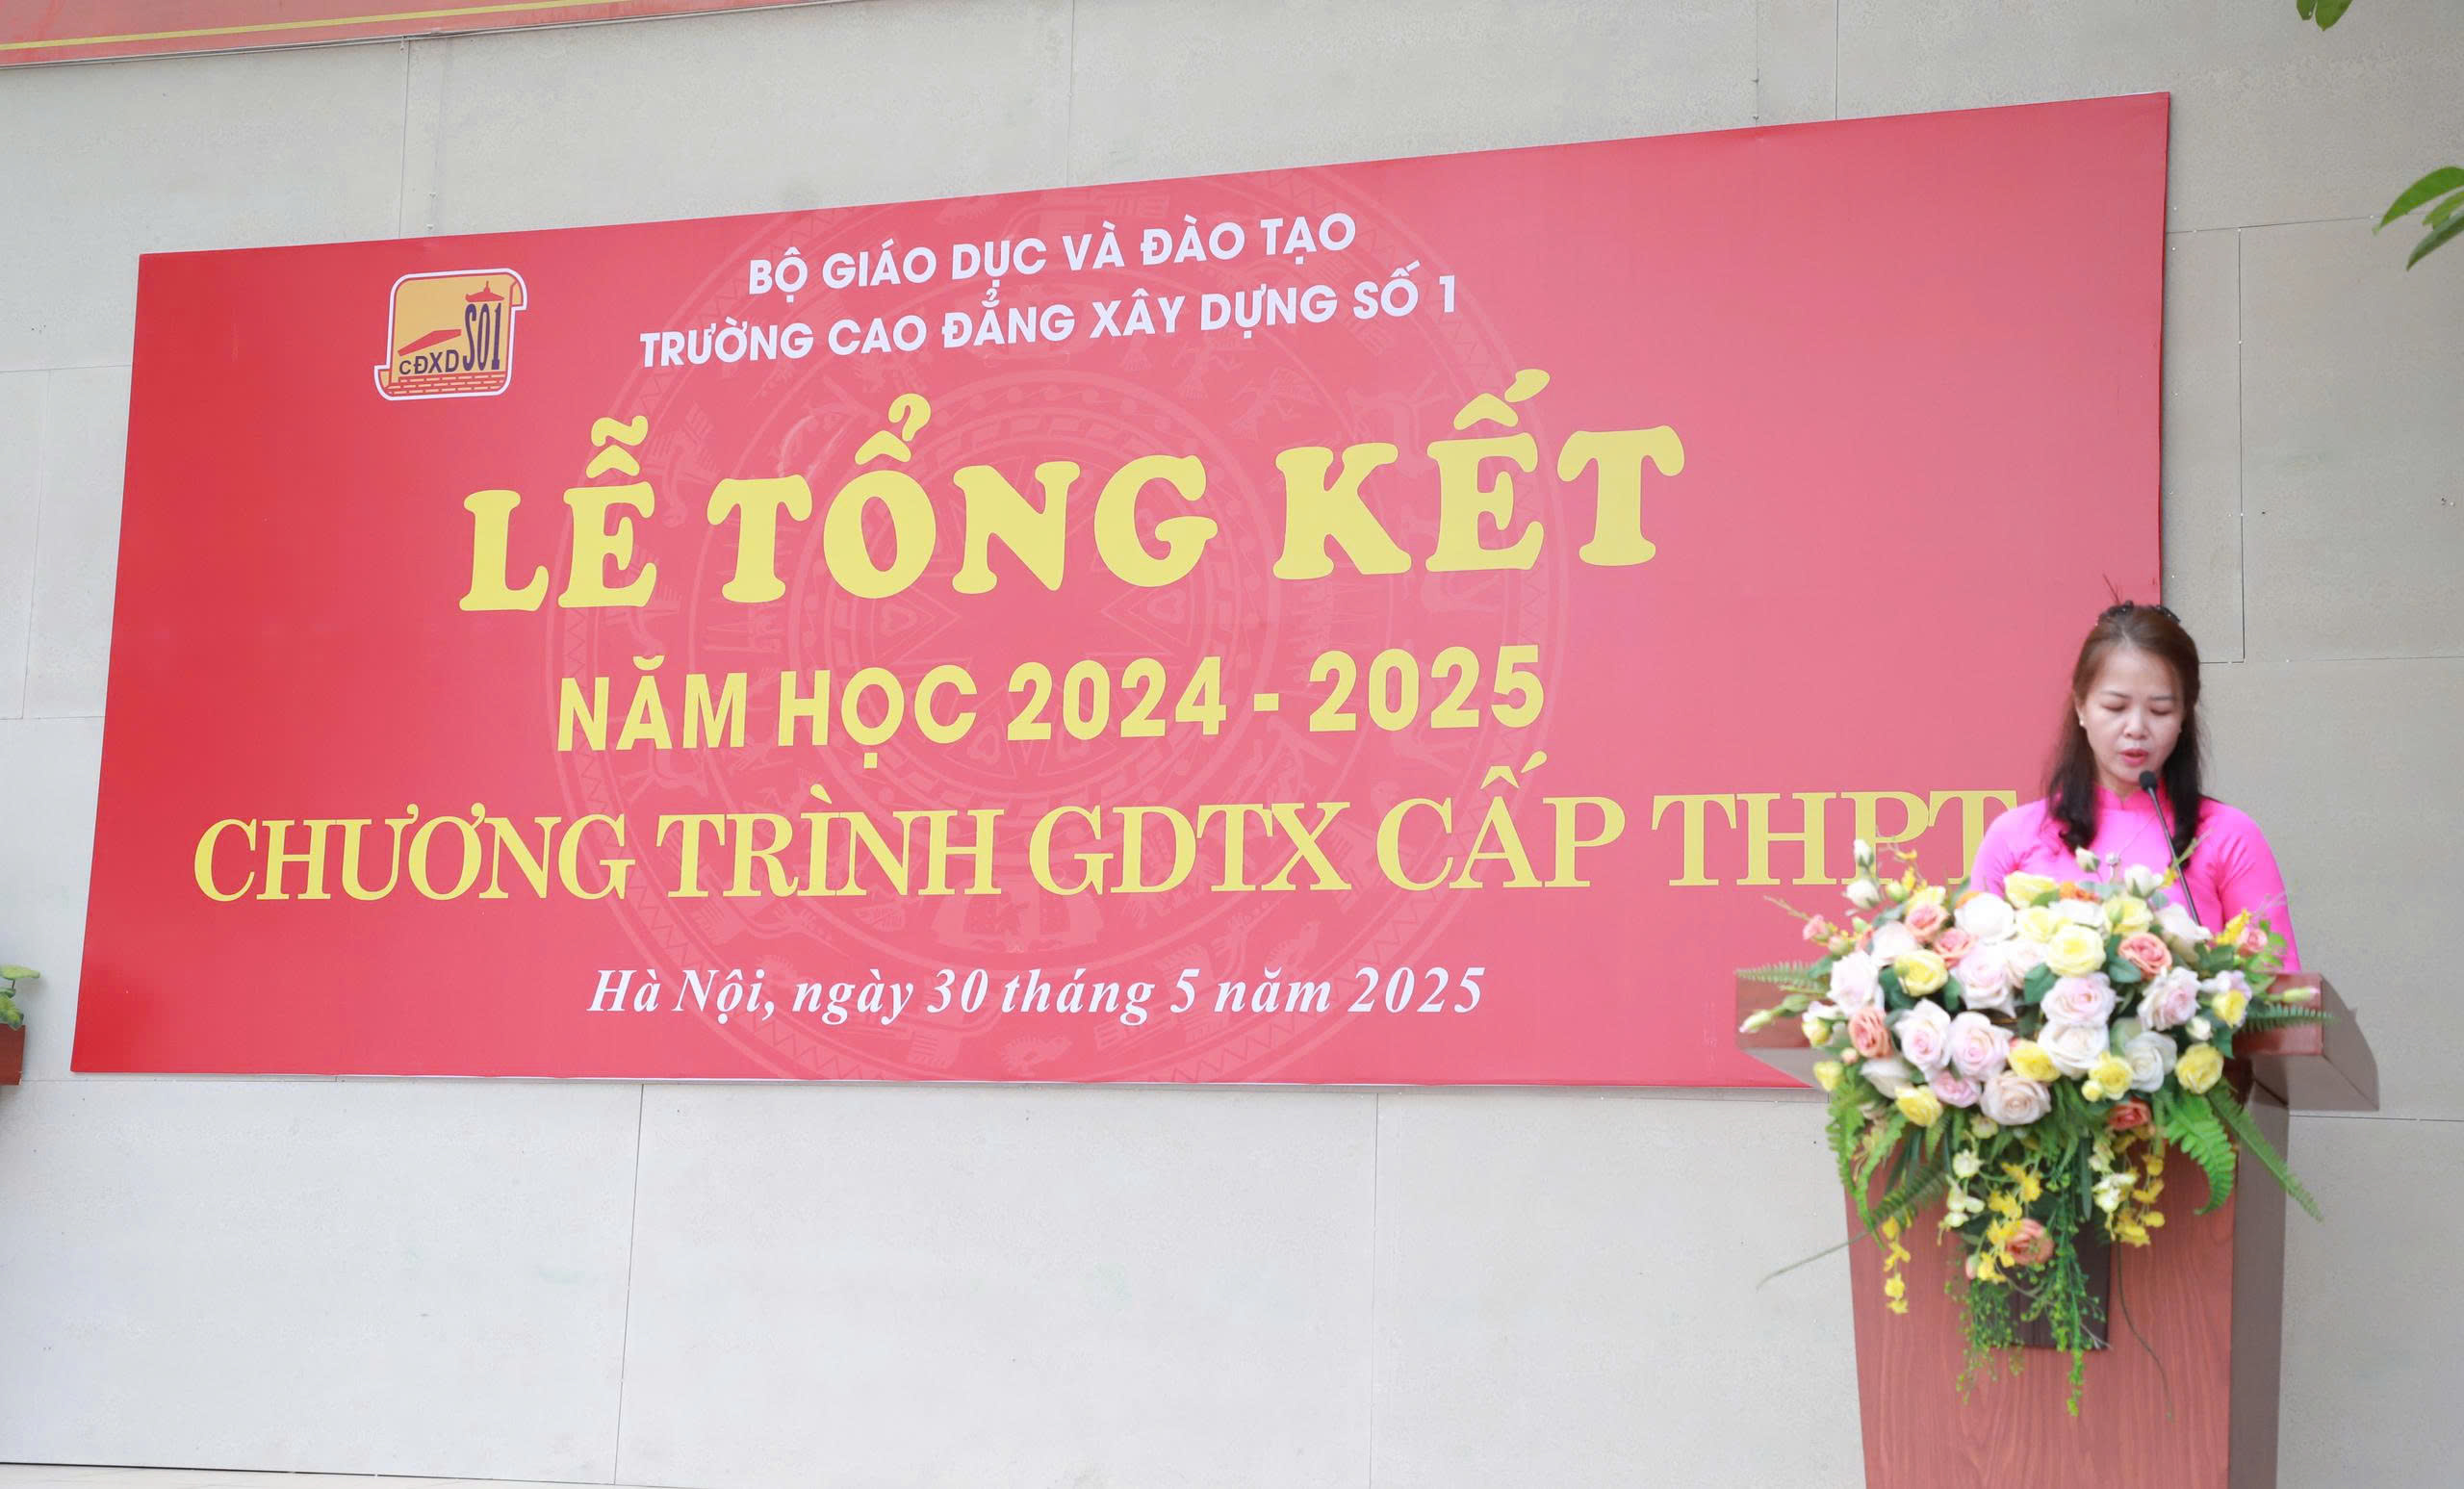 BỘ GIÁO DỤC VÀ ĐÀO TẠO
TRƯỜNG CAO ĐẲNG XÂY DỰNG SỐ 1
CĐXD SỐ1
LỄ TỔNG KẾT
NĂM HỌC 2024 - 2025
CHƯƠNG TRÌNH GDTX CẤP THPT
Hà Nội, ngày 30 tháng 5 năm 2025